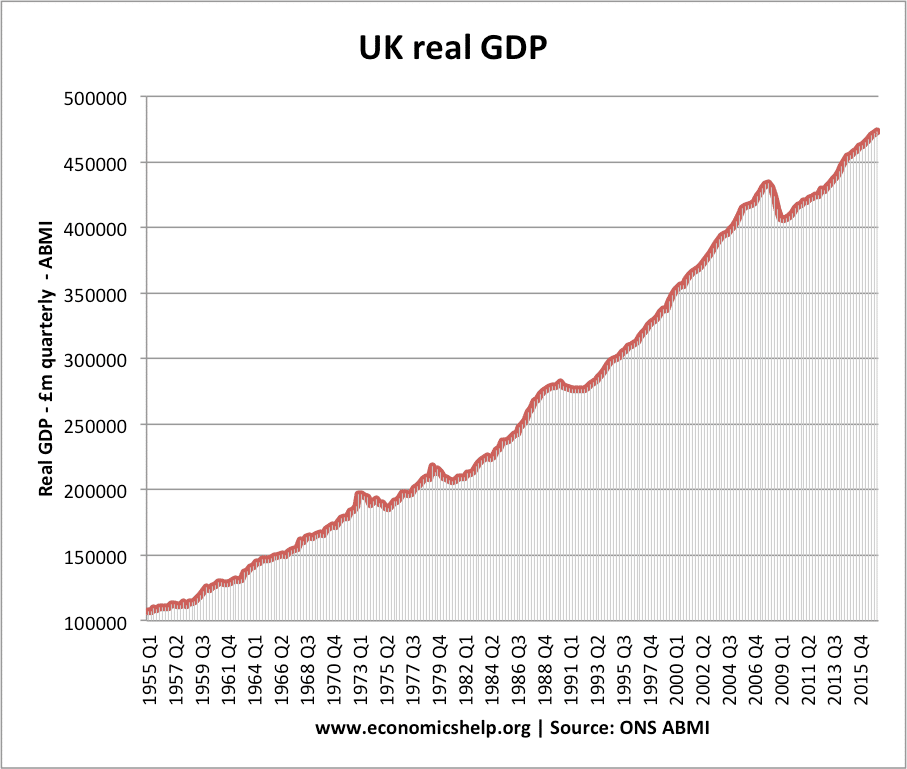 UK real GDP
500000
450000
400000
350000
300000
250000
200000
150000
100000
Real GDP - £m quarterly - ABMI
1955 Q1
1957 Q2
1959 Q3
1961 Q4
1964 Q1
1966 Q2
1968 Q3
1970 Q4
1973 Q1
1975 Q2
1977 Q3
1979 Q4
1982 Q1
1984 Q2
1986 Q3
1988 Q4
1991 Q1
1993 Q2
1995 Q3
1997 Q4
2000 Q1
2002 Q2
2004 Q3
2006 Q4
2009 Q1
2011 Q2
2013 Q3
2015 Q4
www.economicshelp.org | Source: ONS ABMI